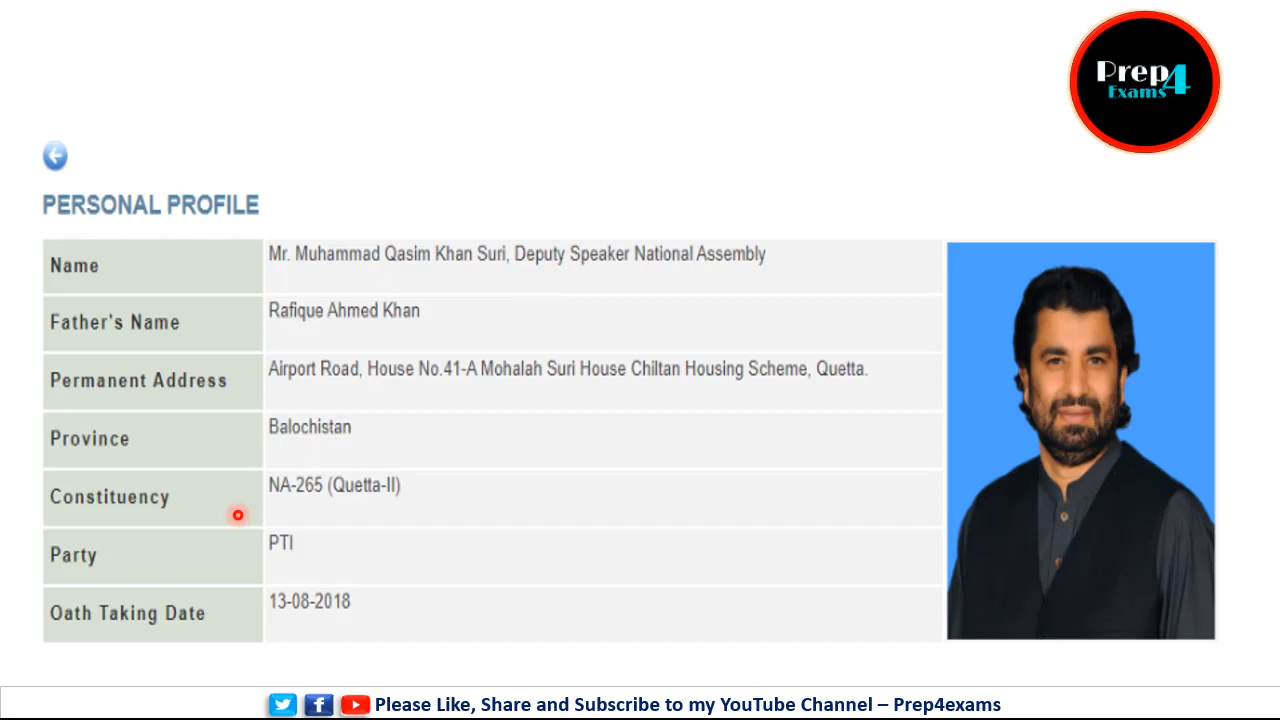 Prep4
Exams
PERSONAL PROFILE
Name Mr. Muhammad Qasim Khan Suri, Deputy Speaker National Assembly
Father's Name Rafique Ahmed Khan
Permanent Address Airport Road, House No.41-A Mohalah Suri House Chiltan Housing Scheme, Quetta.
Province Balochistan
Constituency NA-265 (Quetta-II)
Party PTI
Oath Taking Date 13-08-2018
Please Like, Share and Subscribe to my YouTube Channel – Prep4exams